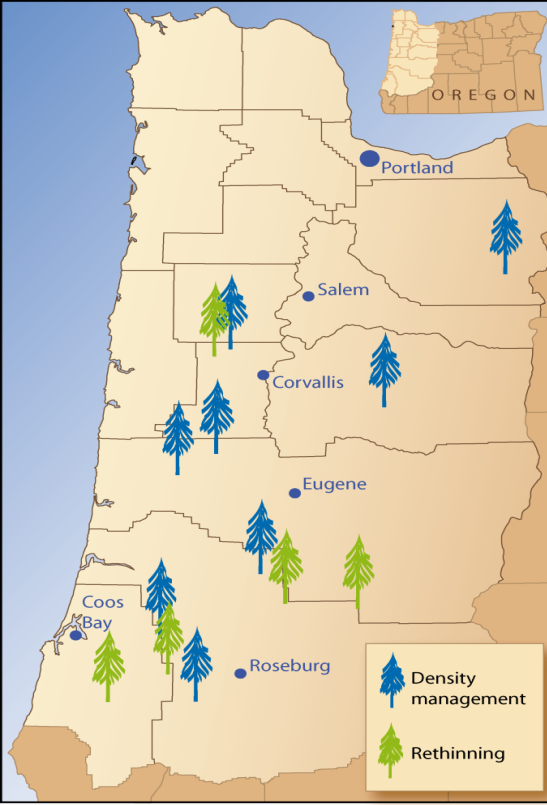 OREGON
Portland
Salem
Corvallis
Eugene
Coos
Bay
Roseburg
Density
management
Rethinning